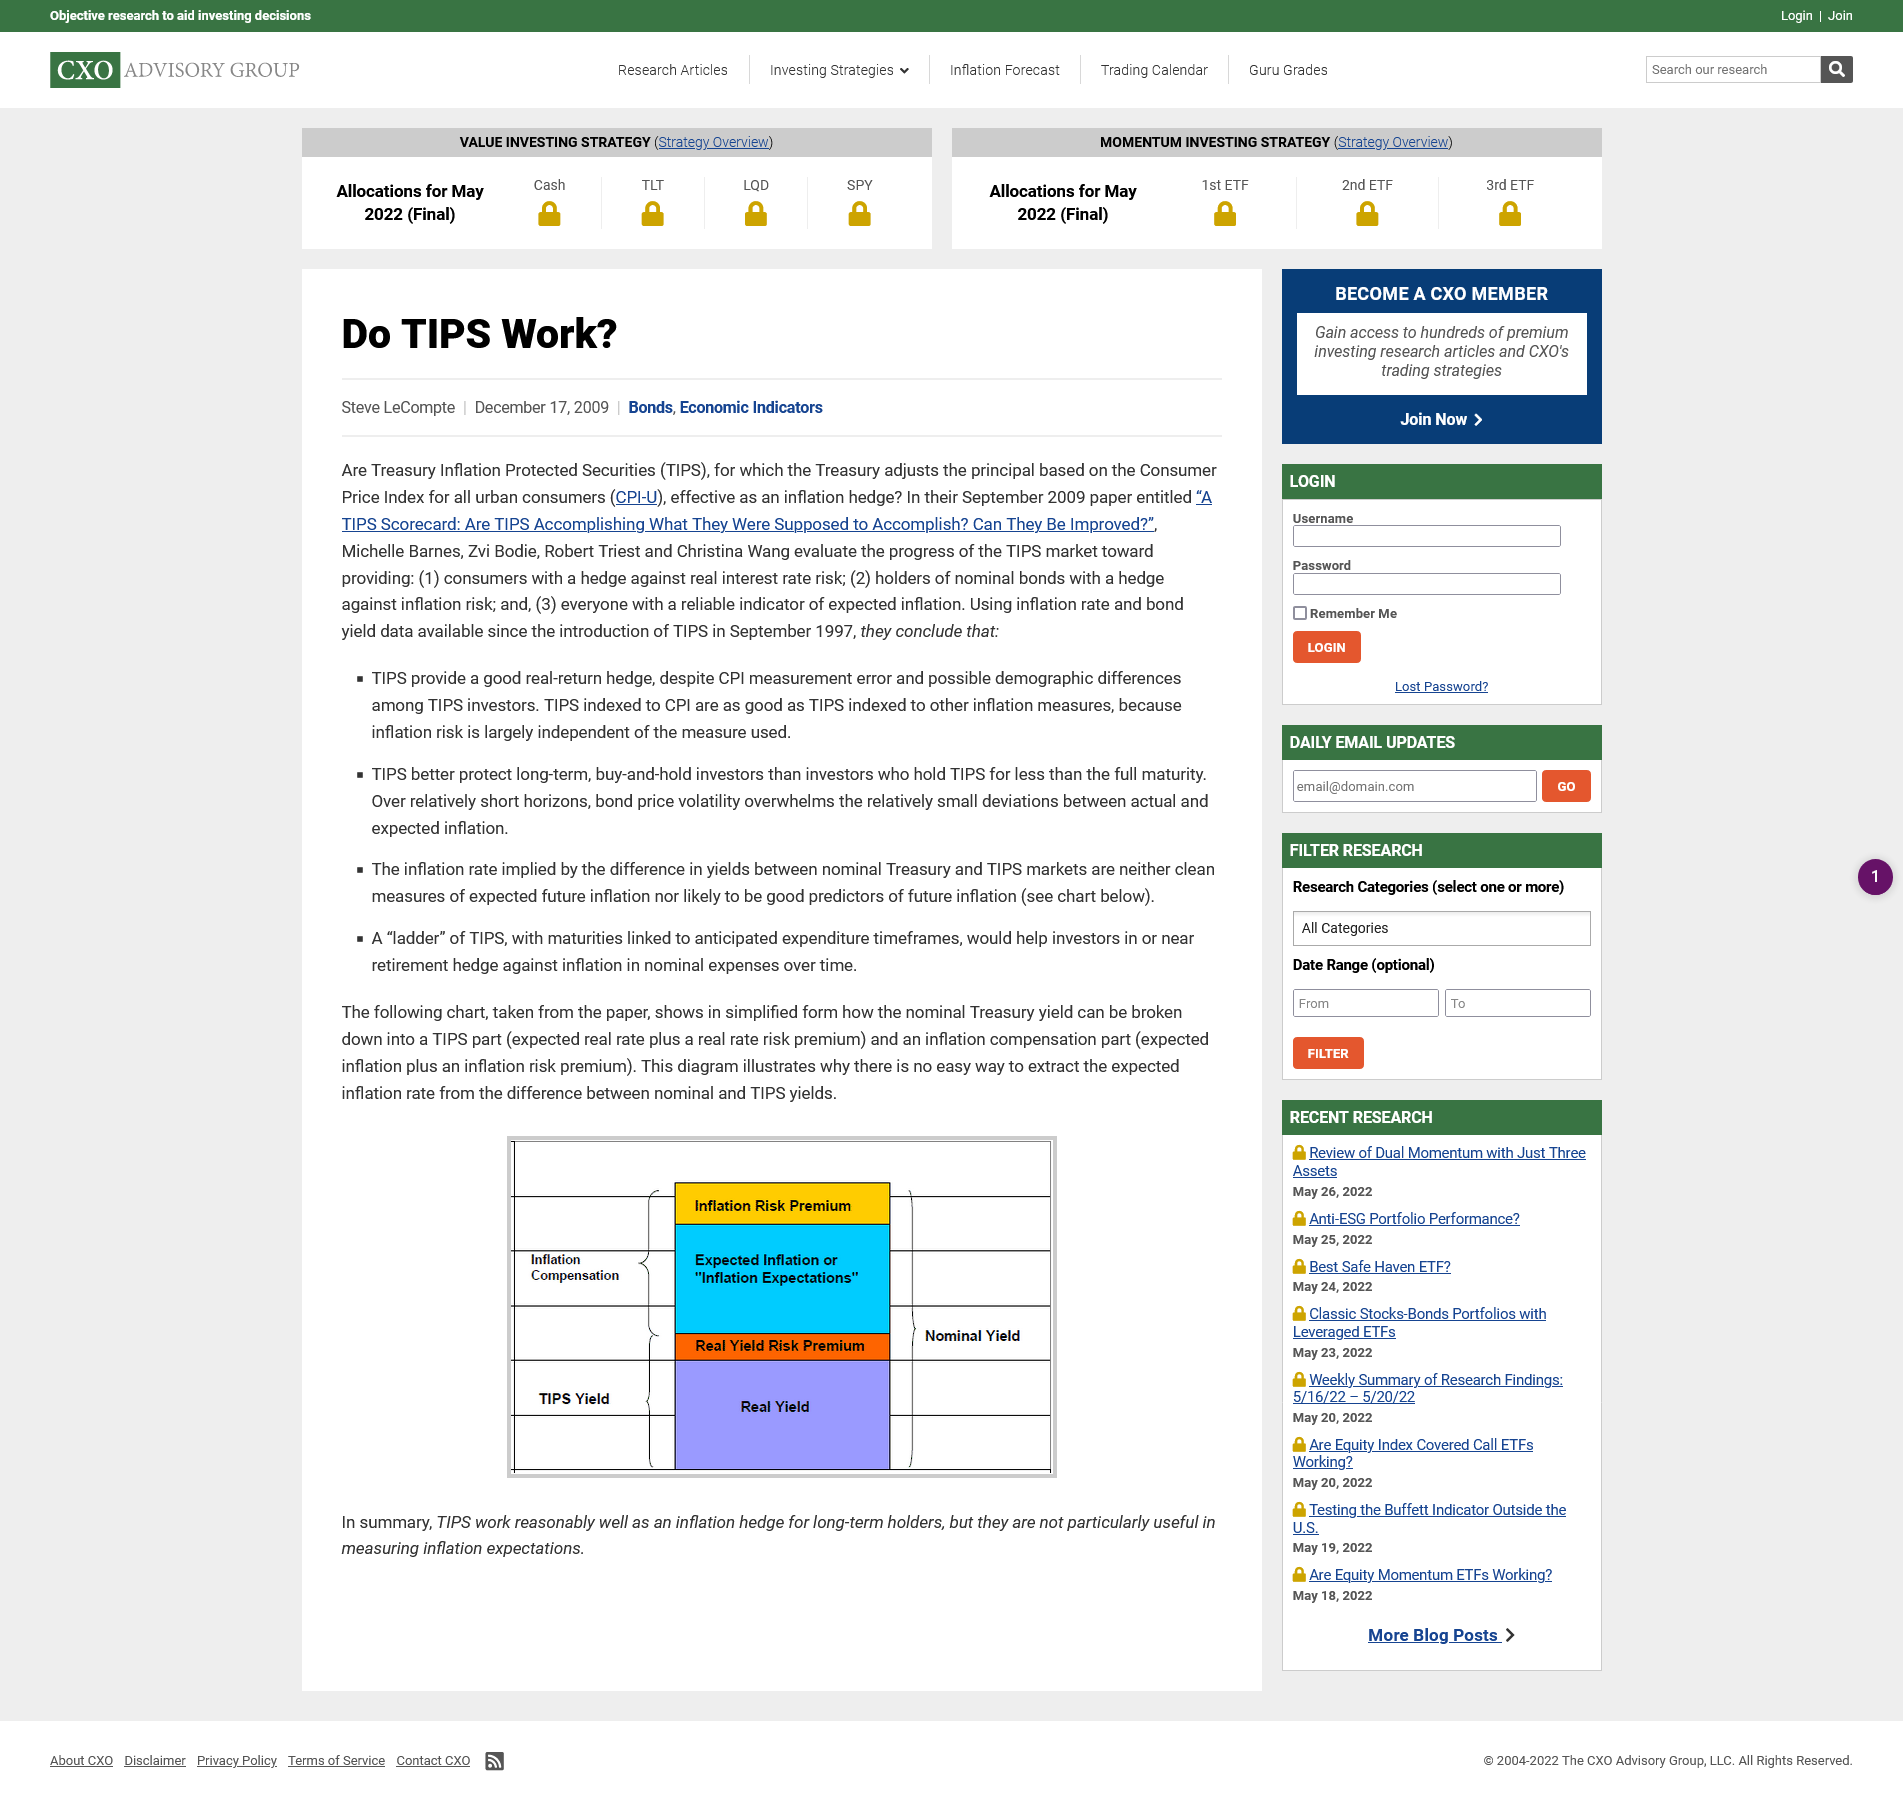 Objective research to aid investing decisions
Login | Join
CXO ADVISORY GROUP
Research Articles
Investing Strategies
Inflation Forecast
Trading Calendar
Guru Grades
Search our research
VALUE INVESTING STRATEGY (Strategy Overview)
Allocations for May
2022 (Final)
Cash
TLT
LQD
SPY
MOMENTUM INVESTING STRATEGY (Strategy Overview)
Allocations for May
2022 (Final)
1st ETF
2nd ETF
3rd ETF
Do TIPS Work?
Steve LeCompte | December 17, 2009 | Bonds, Economic Indicators
Are Treasury Inflation Protected Securities (TIPS), for which the Treasury adjusts the principal based on the Consumer
Price Index for all urban consumers (CPI-U), effective as an inflation hedge? In their September 2009 paper entitled “A
TIPS Scorecard: Are TIPS Accomplishing What They Were Supposed to Accomplish? Can They Be Improved?”,
Michelle Barnes, Zvi Bodie, Robert Triest and Christina Wang evaluate the progress of the TIPS market toward
providing: (1) consumers with a hedge against real interest rate risk; (2) holders of nominal bonds with a hedge
against inflation risk; and, (3) everyone with a reliable indicator of expected inflation. Using inflation rate and bond
yield data available since the introduction of TIPS in September 1997, they conclude that:
▪ TIPS provide a good real-return hedge, despite CPI measurement error and possible demographic differences
among TIPS investors. TIPS indexed to CPI are as good as TIPS indexed to other inflation measures, because
inflation risk is largely independent of the measure used.
▪ TIPS better protect long-term, buy-and-hold investors than investors who hold TIPS for less than the full maturity.
Over relatively short horizons, bond price volatility overwhelms the relatively small deviations between actual and
expected inflation.
▪ The inflation rate implied by the difference in yields between nominal Treasury and TIPS markets are neither clean
measures of expected future inflation nor likely to be good predictors of future inflation (see chart below).
▪ A “ladder” of TIPS, with maturities linked to anticipated expenditure timeframes, would help investors in or near
retirement hedge against inflation in nominal expenses over time.
The following chart, taken from the paper, shows in simplified form how the nominal Treasury yield can be broken
down into a TIPS part (expected real rate plus a real rate risk premium) and an inflation compensation part (expected
inflation plus an inflation risk premium). This diagram illustrates why there is no easy way to extract the expected
inflation rate from the difference between nominal and TIPS yields.
Inflation Risk Premium
Inflation
Compensation
Expected Inflation or
"Inflation Expectations"
Nominal Yield
Real Yield Risk Premium
TIPS Yield
Real Yield
In summary, TIPS work reasonably well as an inflation hedge for long-term holders, but they are not particularly useful in
measuring inflation expectations.
BECOME A CXO MEMBER
Gain access to hundreds of premium
investing research articles and CXO's
trading strategies
Join Now
LOGIN
Username
Password
Remember Me
LOGIN
Lost Password?
DAILY EMAIL UPDATES
email@domain.com
GO
FILTER RESEARCH
Research Categories (select one or more)
All Categories
Date Range (optional)
From
To
FILTER
1
RECENT RESEARCH
Review of Dual Momentum with Just Three
Assets
May 26, 2022
Anti-ESG Portfolio Performance?
May 25, 2022
Best Safe Haven ETF?
May 24, 2022
Classic Stocks-Bonds Portfolios with
Leveraged ETFs
May 23, 2022
Weekly Summary of Research Findings:
5/16/22 – 5/20/22
May 20, 2022
Are Equity Index Covered Call ETFs
Working?
May 20, 2022
Testing the Buffett Indicator Outside the
U.S.
May 19, 2022
Are Equity Momentum ETFs Working?
May 18, 2022
More Blog Posts
About CXO
Disclaimer
Privacy Policy
Terms of Service
Contact CXO
© 2004-2022 The CXO Advisory Group, LLC. All Rights Reserved.